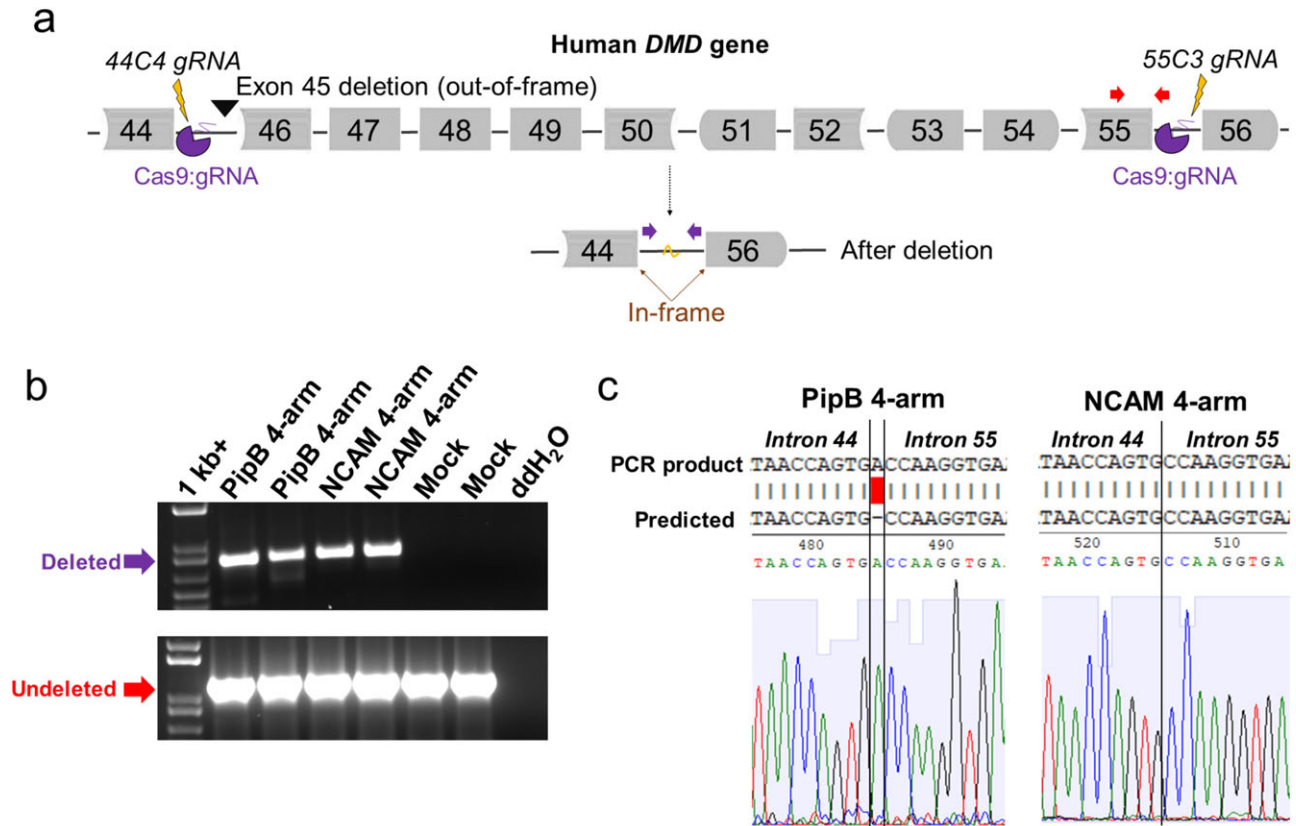 a
Human DMD gene
44C4 gRNA
55C3 gRNA
Exon 45 deletion (out-of-frame)
44 46 47 48 49 50 51 52 53 54 55 56
Cas9:gRNA
Cas9:gRNA
44 56
After deletion
In-frame
b
1 kb+
PipB 4-arm
PipB 4-arm
NCAM 4-arm
NCAM 4-arm
Mock
Mock
ddH2O
Deleted
Undeleted
c
PipB 4-arm
NCAM 4-arm
Intron 44 Intron 55
Intron 44 Intron 55
PCR product
TAACCAGTGACCAAGGTGA
TAACCAGTGCCAAGGTGA
Predicted
TAACCAGTG-CCAAGGTGA
TAACCAGTGCCAAGGTGA
480 490
520 510
TAACCAGTGACCAAGGTGA
TAACCAGTGCCAAGGTGA